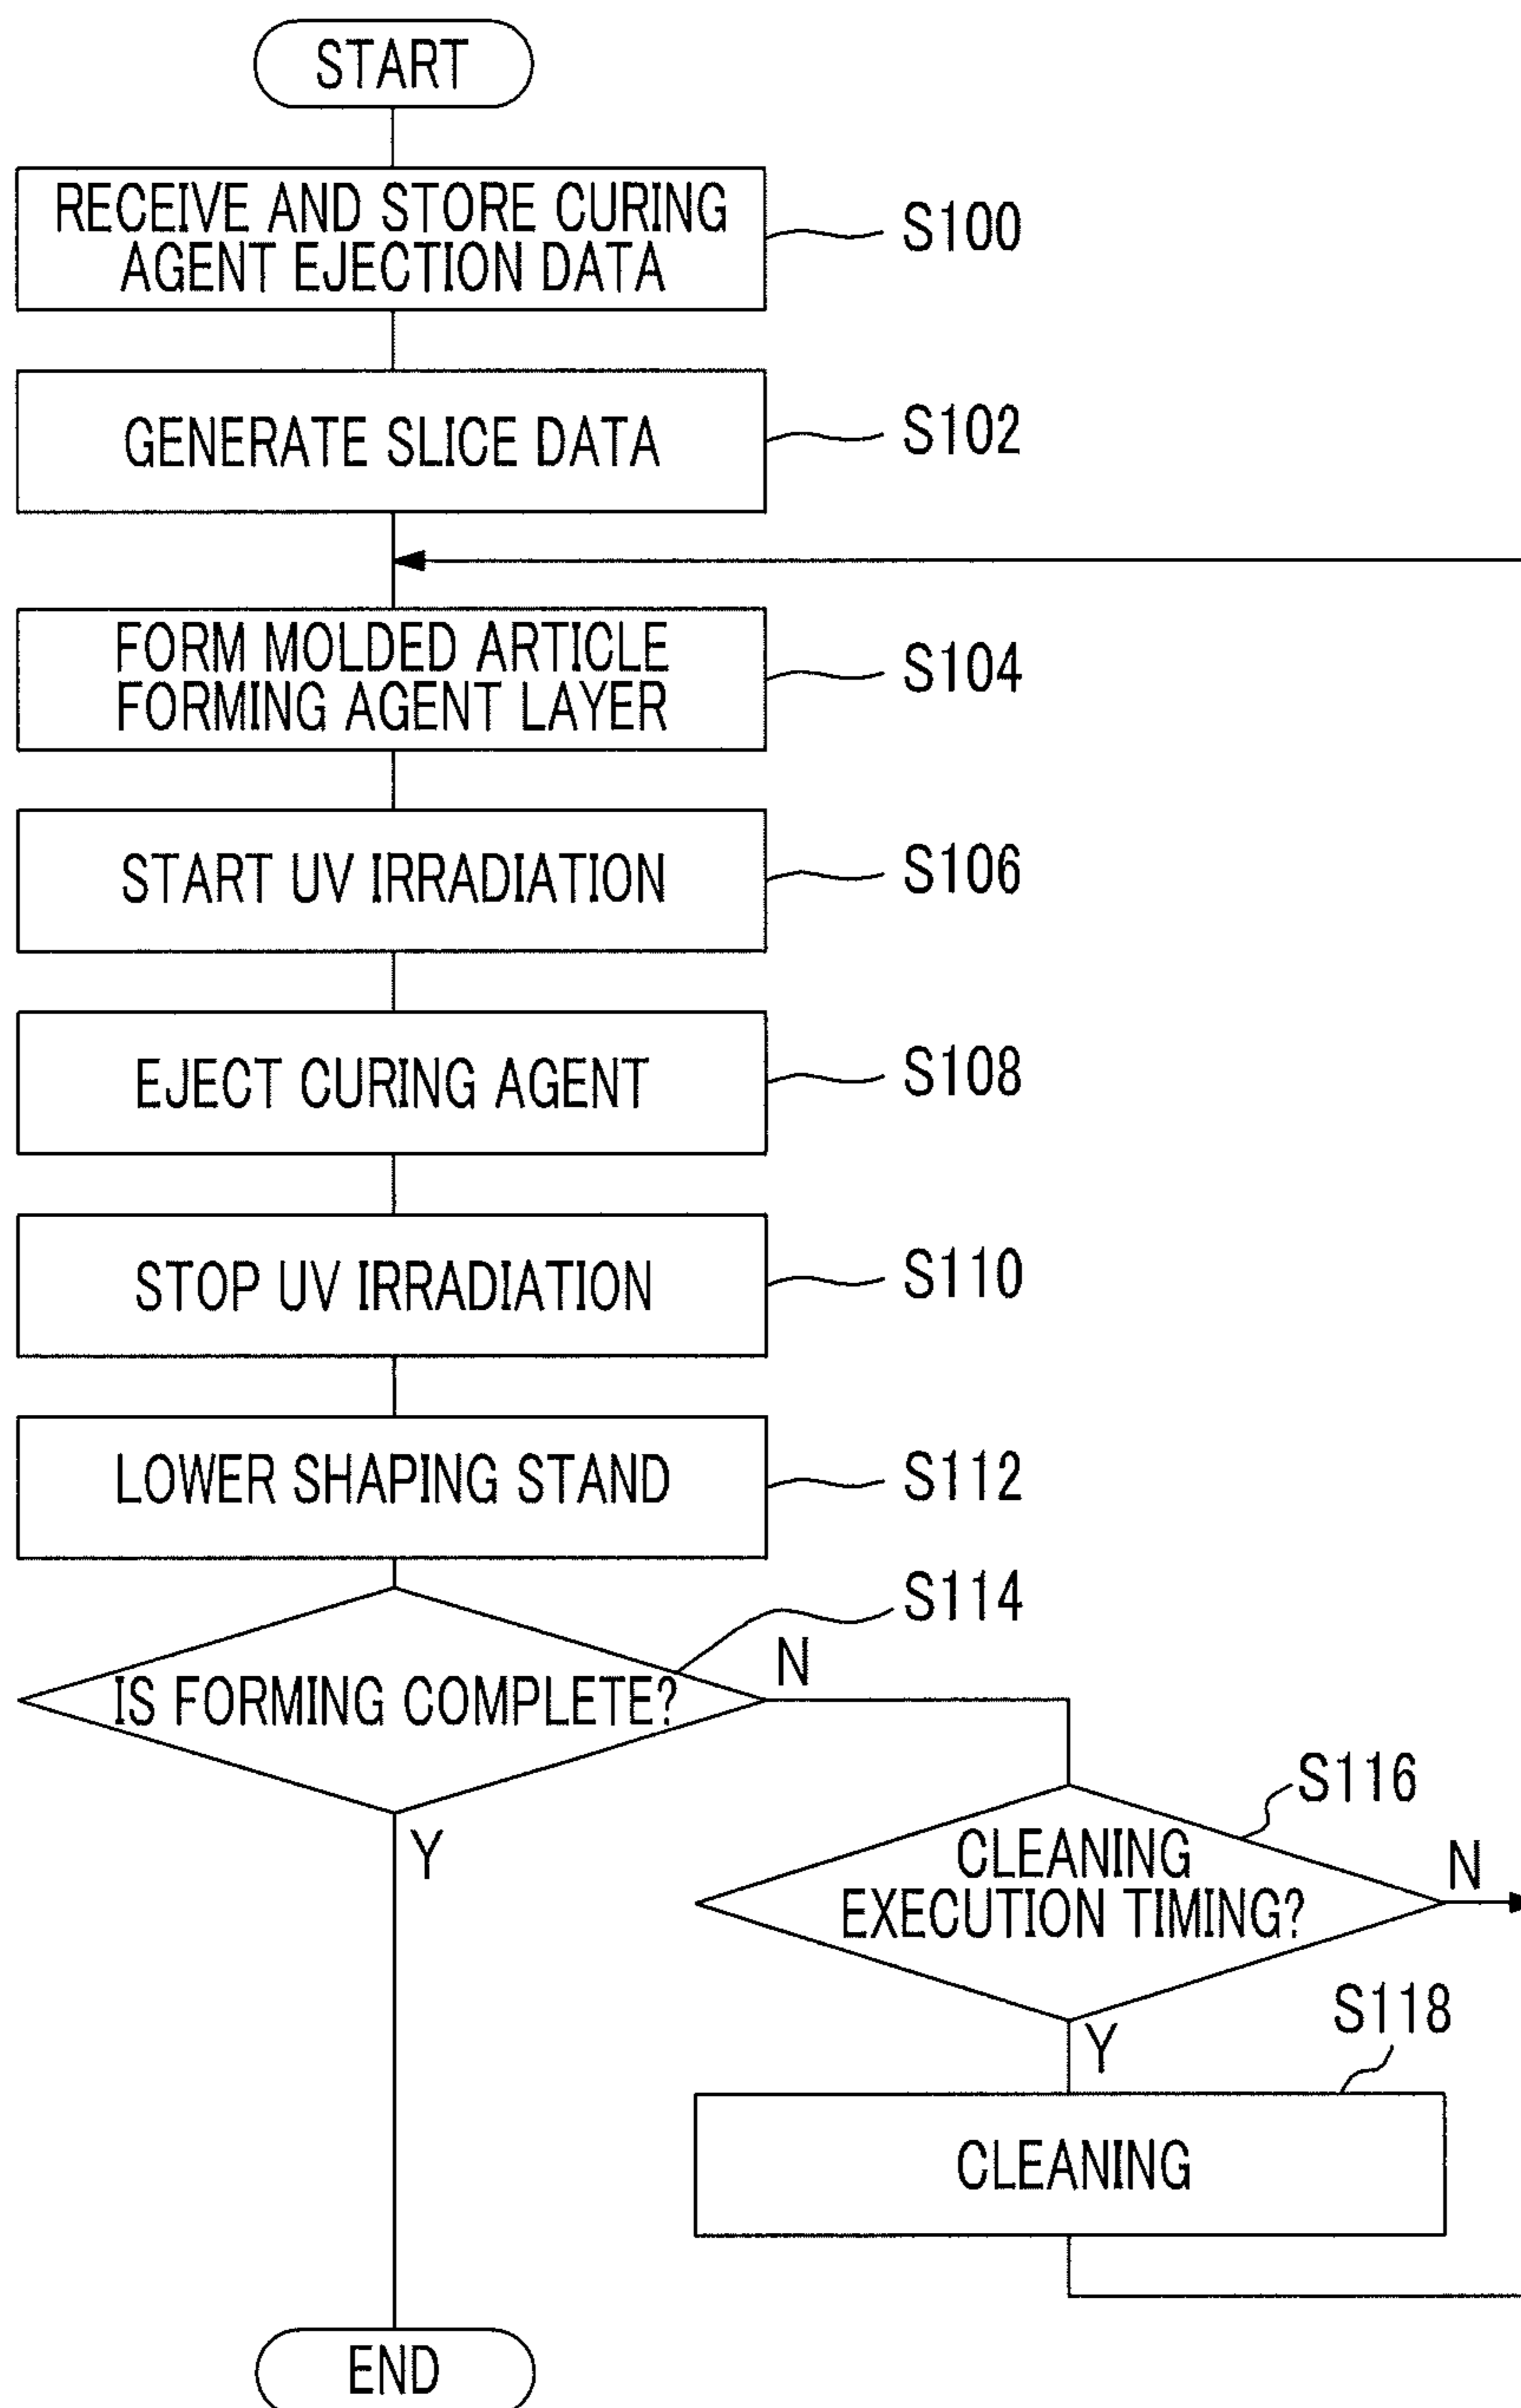 START
RECEIVE AND STORE CURING
AGENT EJECTION DATA
S100
GENERATE SLICE DATA
S102
FORM MOLDED ARTICLE
FORMING AGENT LAYER
S104
START UV IRRADIATION
S106
EJECT CURING AGENT
S108
STOP UV IRRADIATION
S110
LOWER SHAPING STAND
S112
S114
IS FORMING COMPLETE?
N
Y
S116
CLEANING
EXECUTION TIMING?
N
Y
S118
CLEANING
END